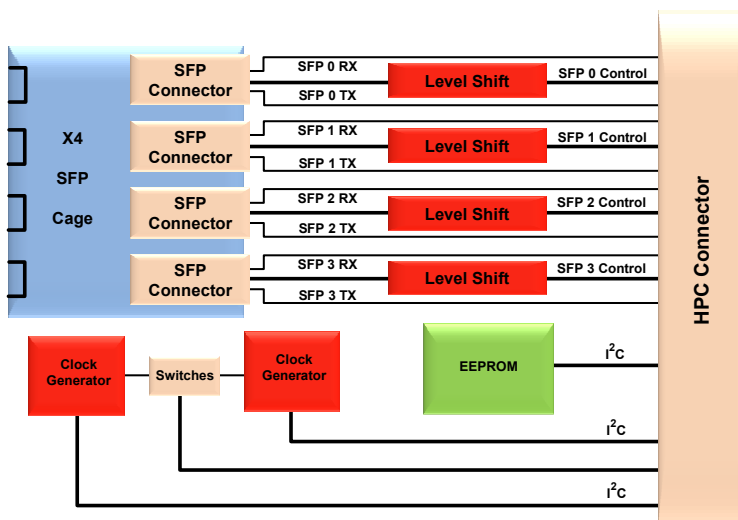 X4
SFP
Cage
SFP
Connector
SFP 0 RX
SFP 0 TX
Level Shift
SFP 0 Control
SFP
Connector
SFP 1 RX
SFP 1 TX
Level Shift
SFP 1 Control
SFP
Connector
SFP 2 RX
SFP 2 TX
Level Shift
SFP 2 Control
SFP
Connector
SFP 3 RX
SFP 3 TX
Level Shift
SFP 3 Control
HPC Connector
Clock
Generator
Switches
Clock
Generator
EEPROM
I²C
I²C
I²C